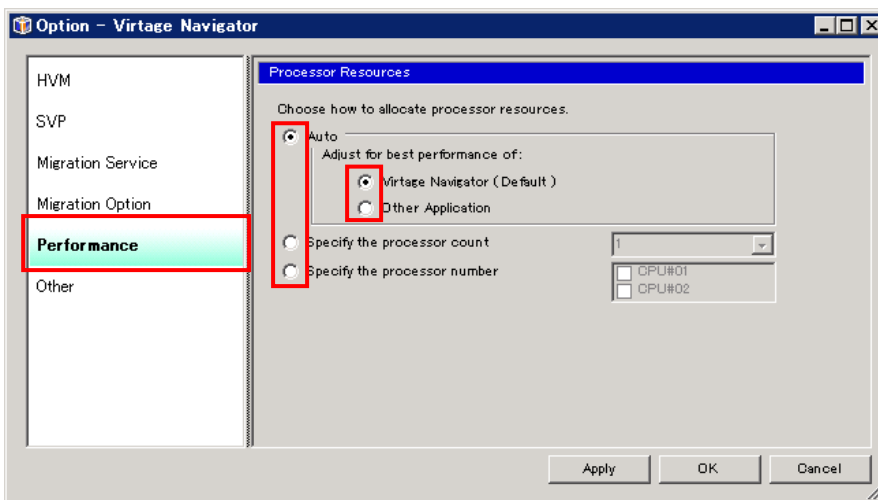 Option - Virtage Navigator
HVM
SVP
Migration Service
Migration Option
Performance
Other
Processor Resources
Choose how to allocate processor resources.
Auto
Adjust for best performance of:
Virtage Navigator ( Default )
Other Application
Specify the processor count
1
Specify the processor number
CPU#01
CPU#02
Apply
OK
Cancel